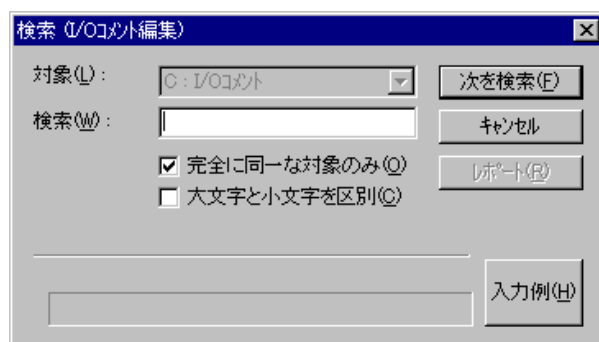 検索 (I/Oコメント編集)
対象(L) :
C : I/Oコメント
次を検索(F)
検索(W) :
キャンセル
完全に同一な対象のみ(O)
レポート(R)
大文字と小文字を区別(C)
入力例(H)